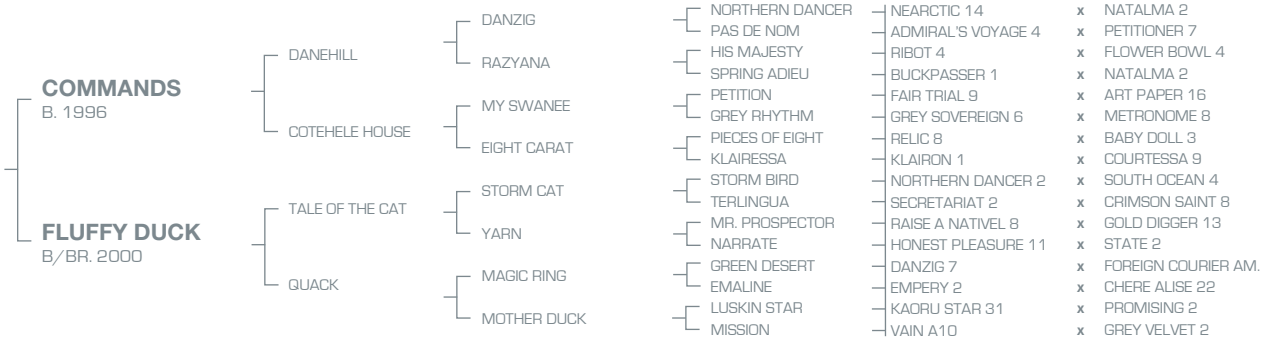 COMMANDS
B. 1996
FLUFFY DUCK
B/BR. 2000
DANEHILL
COTEHELE HOUSE
TALE OF THE CAT
QUACK
DANZIG
RAZYANA
MY SWANEE
EIGHT CARAT
STORM CAT
YARN
MAGIC RING
MOTHER DUCK
NORTHERN DANCER NEARCTIC 14 x NATALMA 2
PAS DE NOM ADMIRAL'S VOYAGE 4 x PETITIONER 7
HIS MAJESTY RIBOT 4 x FLOWER BOWL 4
SPRING ADIEU BUCKPASSER 1 x NATALMA 2
PETITION FAIR TRIAL 9 x ART PAPER 16
GREY RHYTHM GREY SOVEREIGN 6 x METRONOME 8
PIECES OF EIGHT RELIC 8 x BABY DOLL 3
KLAIRESSA KLAIRON 1 x COURTESSA 9
STORM BIRD NORTHERN DANCER 2 x SOUTH OCEAN 4
TERLINGUA SECRETARIAT 2 x CRIMSON SAINT 8
MR. PROSPECTOR RAISE A NATIVEL 8 x GOLD DIGGER 13
NARRATE HONEST PLEASURE 11 x STATE 2
GREEN DESERT DANZIG 7 x FOREIGN COURIER AM.
EMALINE EMPERY 2 x CHERE ALISE 22
LUSKIN STAR KAORU STAR 31 x PROMISING 2
MISSION VAIN A10 x GREY VELVET 2